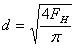 d = √(4F_H / π)